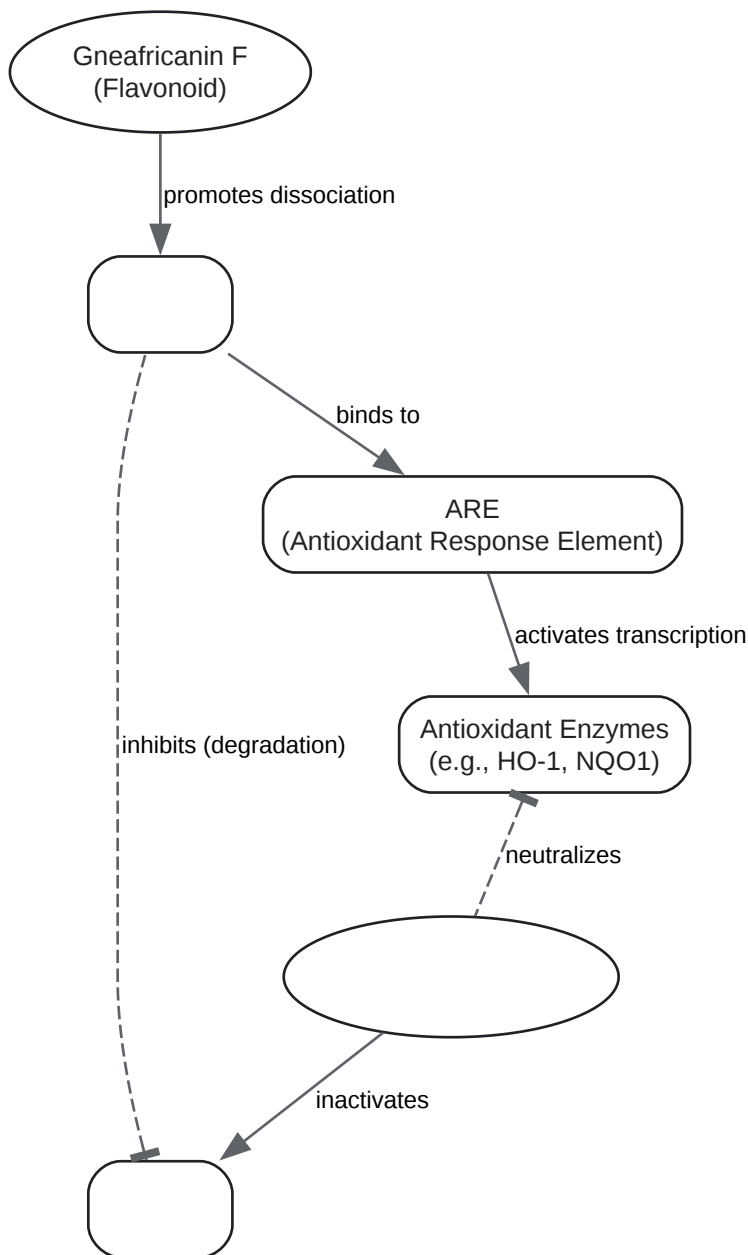 Gneafricanin F
(Flavonoid)
promotes dissociation
binds to
ARE
(Antioxidant Response Element)
activates transcription
Antioxidant Enzymes
(e.g., HO-1, NQO1)
inhibits (degradation)
neutralizes
inactivates